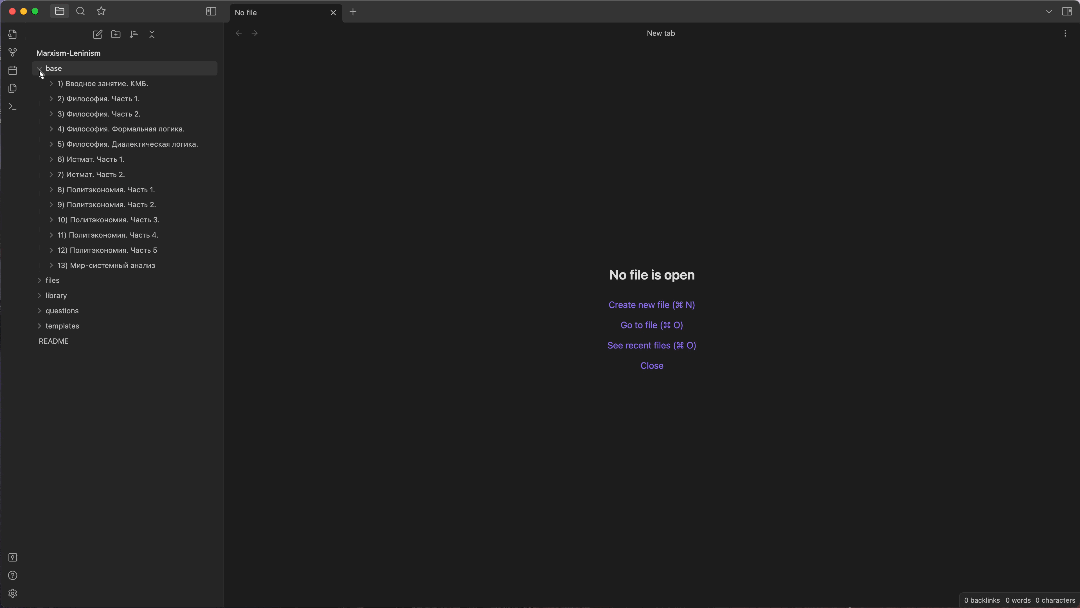 No file
New tab
Marxism-Leninism
base
1) Вводное занятие. КМБ.
2) Философия. Часть 1.
3) Философия. Часть 2.
4) Философия. Формальная логика.
5) Философия. Диалектическая логика.
6) Истмат. Часть 1.
7) Истмат. Часть 2.
8) Политэкономия. Часть 1.
9) Политэкономия. Часть 2.
10) Политэкономия. Часть 3.
11) Политэкономия. Часть 4.
12) Политэкономия. Часть 5
13) Мир-системный анализ
files
library
questions
templates
README
No file is open
Create new file (⌘ N)
Go to file (⌘ O)
See recent files (⌘ O)
Close
0 backlinks 0 words 0 characters